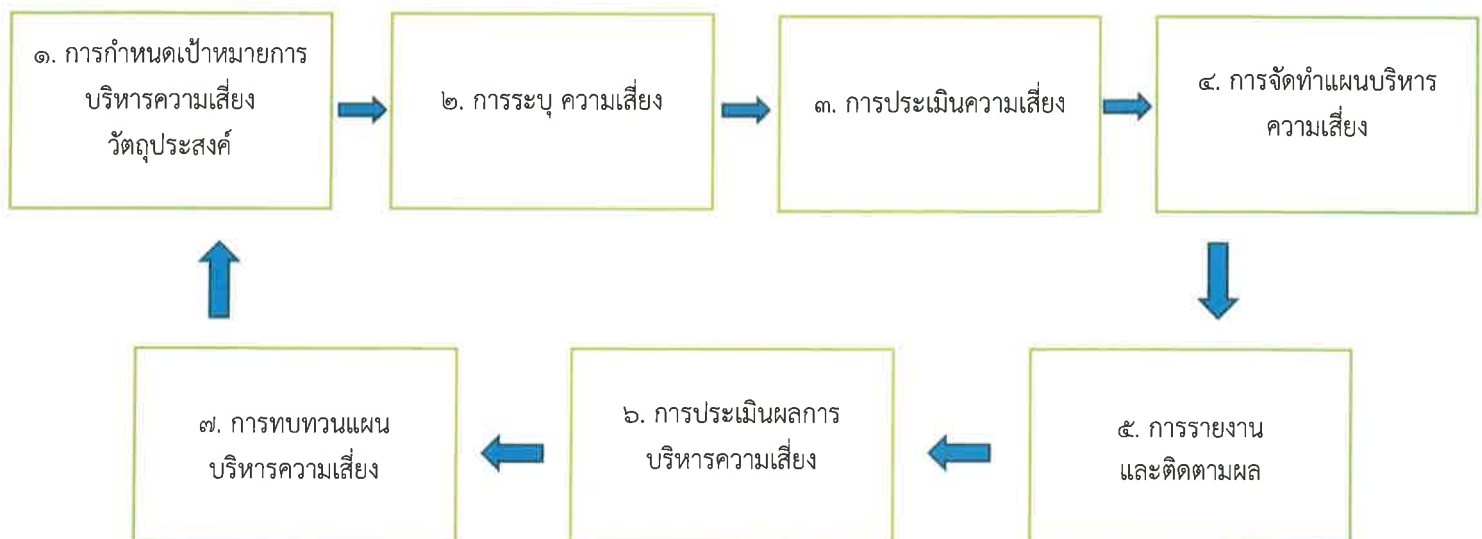 ๑. การกำหนดเป้าหมายการ
บริหารความเสี่ยง
วัตถุประสงค์
๒. การระบุ ความเสี่ยง
๓. การประเมินความเสี่ยง
๔. การจัดทำแผนบริหาร
ความเสี่ยง
๕. การรายงาน
และติดตามผล
๖. การประเมินผลการ
บริหารความเสี่ยง
๗. การทบทวนแผน
บริหารความเสี่ยง